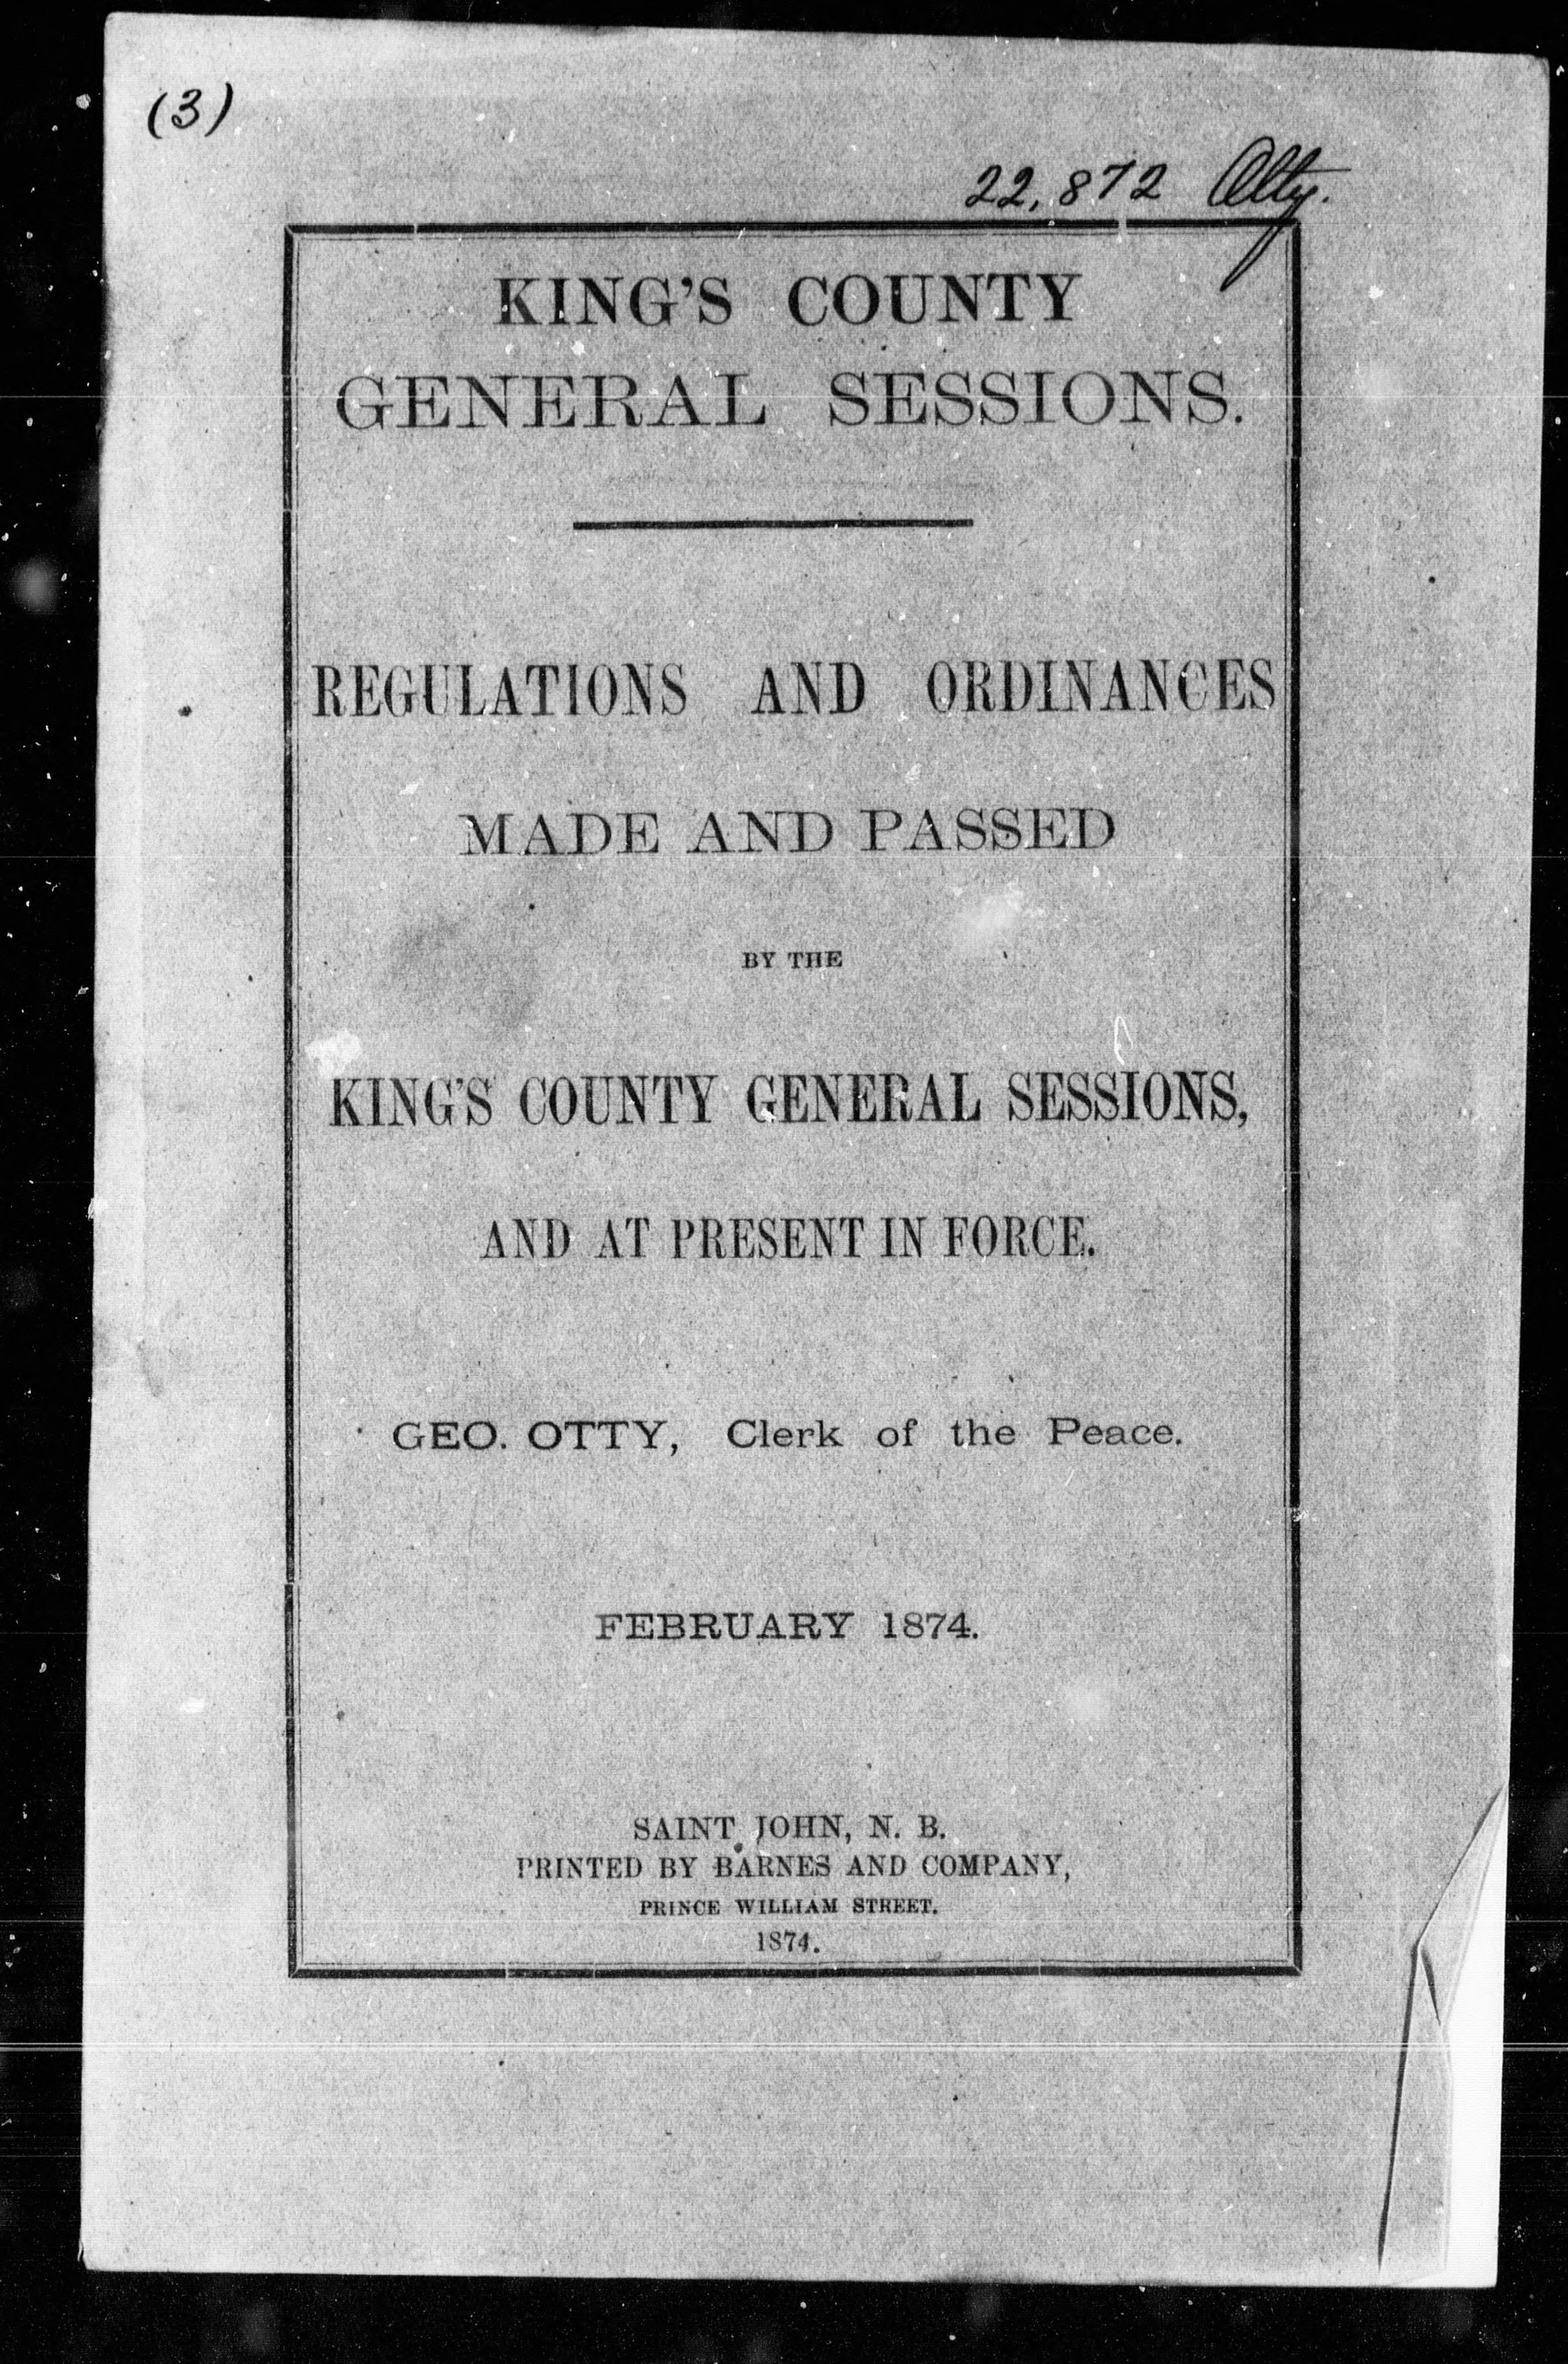 (3)
22,872 Atty.
KING'S COUNTY
GENERAL SESSIONS.
REGULATIONS AND ORDINANCES
MADE AND PASSED
BY THE
KING'S COUNTY GENERAL SESSIONS,
AND AT PRESENT IN FORCE.
GEO. OTTY, Clerk of the Peace.
FEBRUARY 1874.
SAINT JOHN, N. B.
PRINTED BY BARNES AND COMPANY,
PRINCE WILLIAM STREET.
1874.